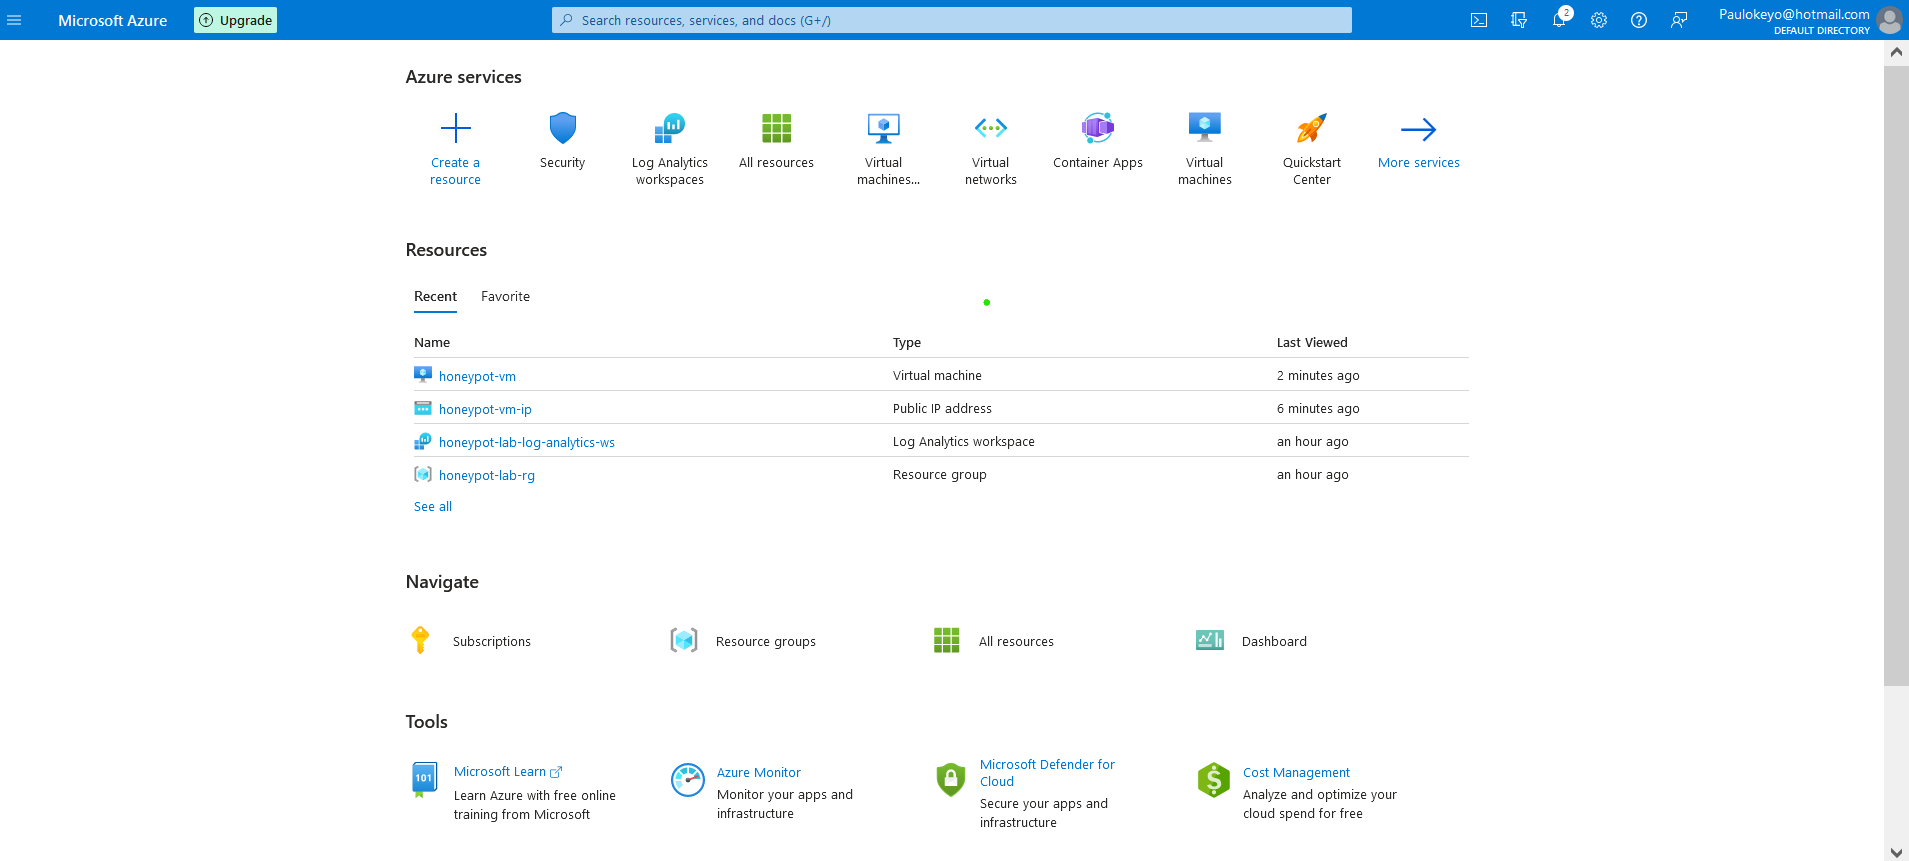 Microsoft Azure
Upgrade
Search resources, services, and docs (G+/)
2
Paulokeyo@hotmail.com
DEFAULT DIRECTORY
Azure services
Create a
resource
Security
Log Analytics
workspaces
All resources
Virtual
machines...
Virtual
networks
Container Apps
Virtual
machines
Quickstart
Center
More services
Resources
Recent
Favorite
Name
Type
Last Viewed
honeypot-vm
Virtual machine
2 minutes ago
honeypot-vm-ip
Public IP address
6 minutes ago
honeypot-lab-log-analytics-ws
Log Analytics workspace
an hour ago
honeypot-lab-rg
Resource group
an hour ago
See all
Navigate
Subscriptions
Resource groups
All resources
Dashboard
Tools
101
Microsoft Learn
Learn Azure with free online
training from Microsoft
Azure Monitor
Monitor your apps and
infrastructure
Microsoft Defender for
Cloud
Secure your apps and
infrastructure
$
Cost Management
Analyze and optimize your
cloud spend for free